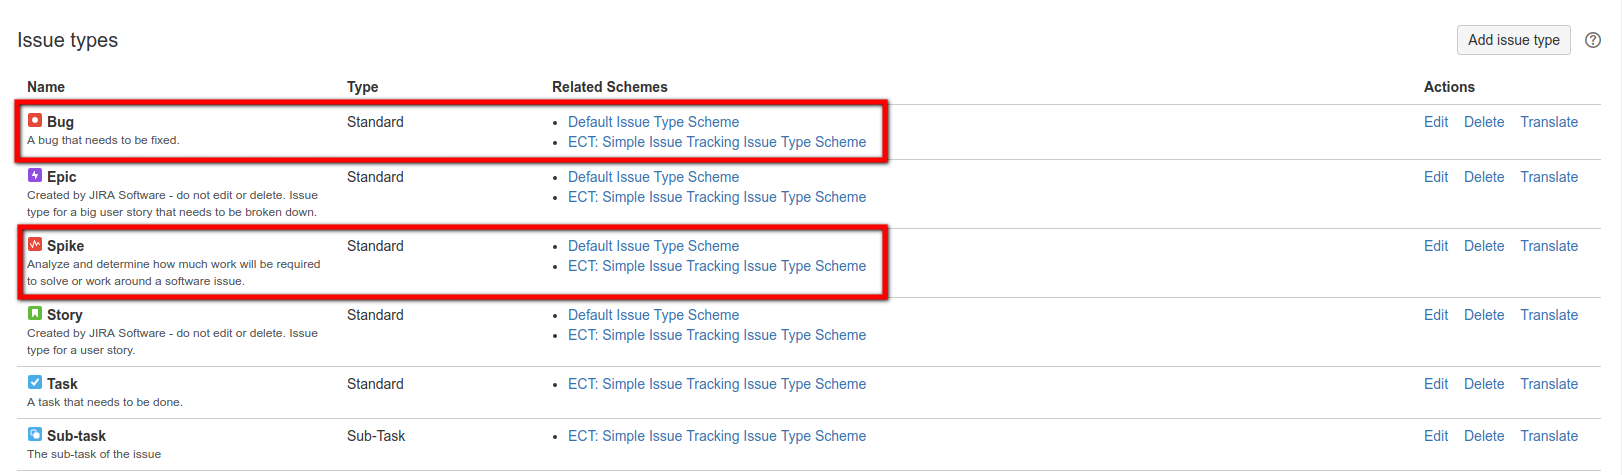 Issue types
Add issue type
Name Type Related Schemes Actions
Bug Standard • Default Issue Type Scheme Edit Delete Translate
A bug that needs to be fixed. • ECT: Simple Issue Tracking Issue Type Scheme
Epic Standard • Default Issue Type Scheme Edit Delete Translate
Created by JIRA Software - do not edit or delete. Issue • ECT: Simple Issue Tracking Issue Type Scheme
type for a big user story that needs to be broken down.
Spike Standard • Default Issue Type Scheme Edit Delete Translate
Analyze and determine how much work will be required • ECT: Simple Issue Tracking Issue Type Scheme
to solve or work around a software issue.
Story Standard • Default Issue Type Scheme Edit Delete Translate
Created by JIRA Software - do not edit or delete. Issue • ECT: Simple Issue Tracking Issue Type Scheme
type for a user story.
Task Standard • ECT: Simple Issue Tracking Issue Type Scheme Edit Delete Translate
A task that needs to be done.
Sub-task Sub-Task • ECT: Simple Issue Tracking Issue Type Scheme Edit Delete Translate
The sub-task of the issue